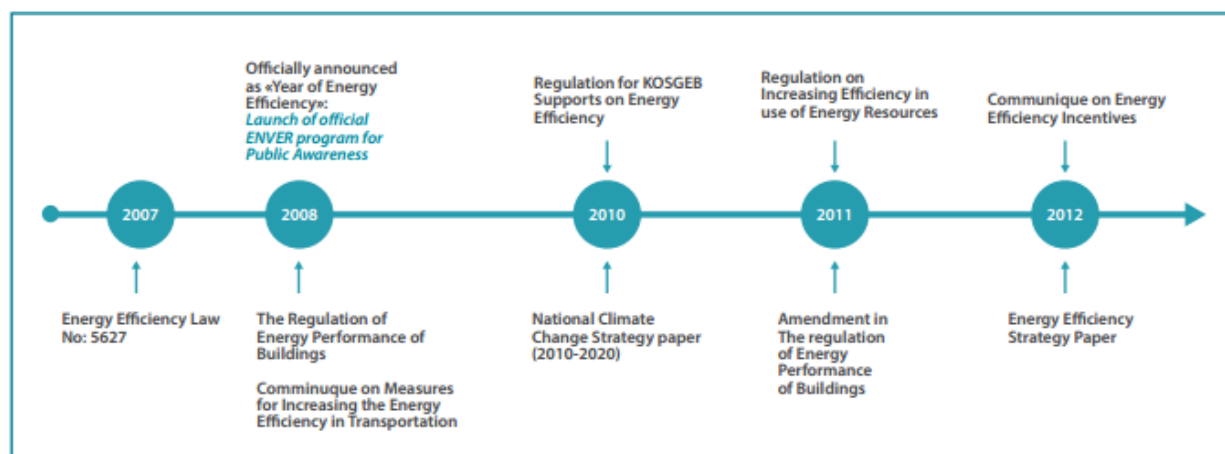 Officially announced
as «Year of Energy
Efficiency»:
Launch of official
ENVER program for
Public Awareness
Regulation for KOSGEB
Supports on Energy
Efficiency
Regulation on
Increasing Efficiency in
use of Energy Resources
Communique on Energy
Efficiency Incentives
2007
2008
2010
2011
2012
Energy Efficiency Law
No: 5627
The Regulation of
Energy Performance of
Buildings
Comminuque on Measures
for Increasing the Energy
Efficiency in Transportation
National Climate
Change Strategy paper
(2010-2020)
Amendment in
The regulation
of Energy
Performance
of Buildings
Energy Efficiency
Strategy Paper